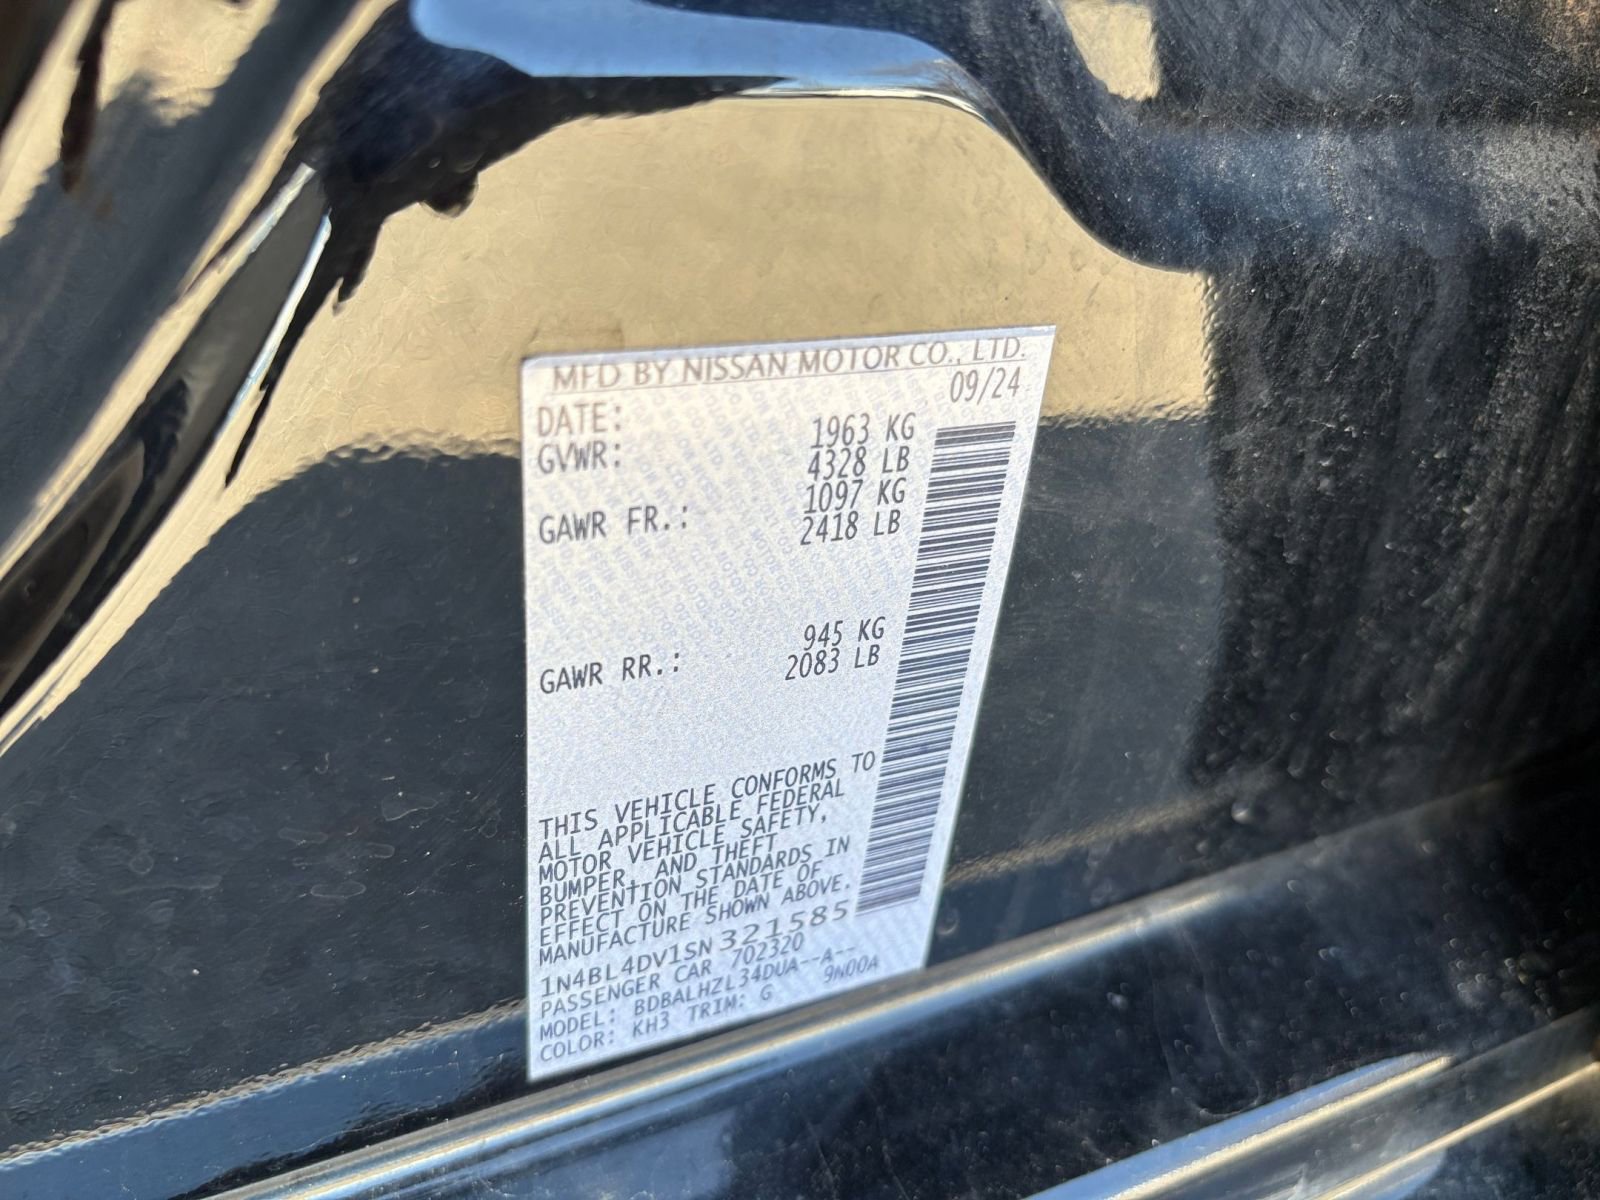 MFD BY NISSAN MOTOR CO., LTD.
DATE: 09/24
GVWR: 1963 KG
4328 LB
GAWR FR.: 1097 KG
2418 LB
GAWR RR.: 945 KG
2083 LB
THIS VEHICLE CONFORMS TO
ALL APPLICABLE FEDERAL
MOTOR VEHICLE SAFETY,
BUMPER, AND THEFT
PREVENTION STANDARDS IN
EFFECT ON THE DATE OF
MANUFACTURE SHOWN ABOVE.
1N4BL4DV1SN321585
PASSENGER CAR 702320
MODEL: BDBALHZL34DUA--A--
COLOR: KH3 TRIM: G 9N00A